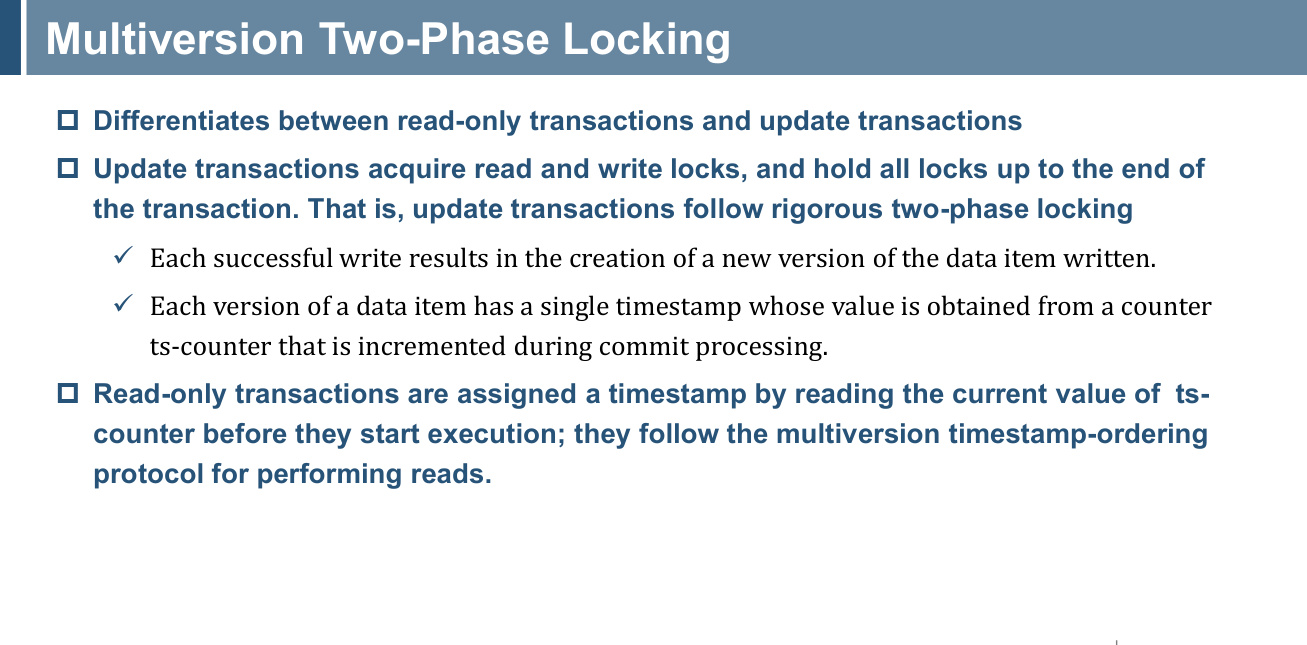 Multiversion Two-Phase Locking
Differentiates between read-only transactions and update transactions
Update transactions acquire read and write locks, and hold all locks up to the end of
the transaction. That is, update transactions follow rigorous two-phase locking
Each successful write results in the creation of a new version of the data item written.
Each version of a data item has a single timestamp whose value is obtained from a counter
ts-counter that is incremented during commit processing.
Read-only transactions are assigned a timestamp by reading the current value of  ts-
counter before they start execution; they follow the multiversion timestamp-ordering
protocol for performing reads.